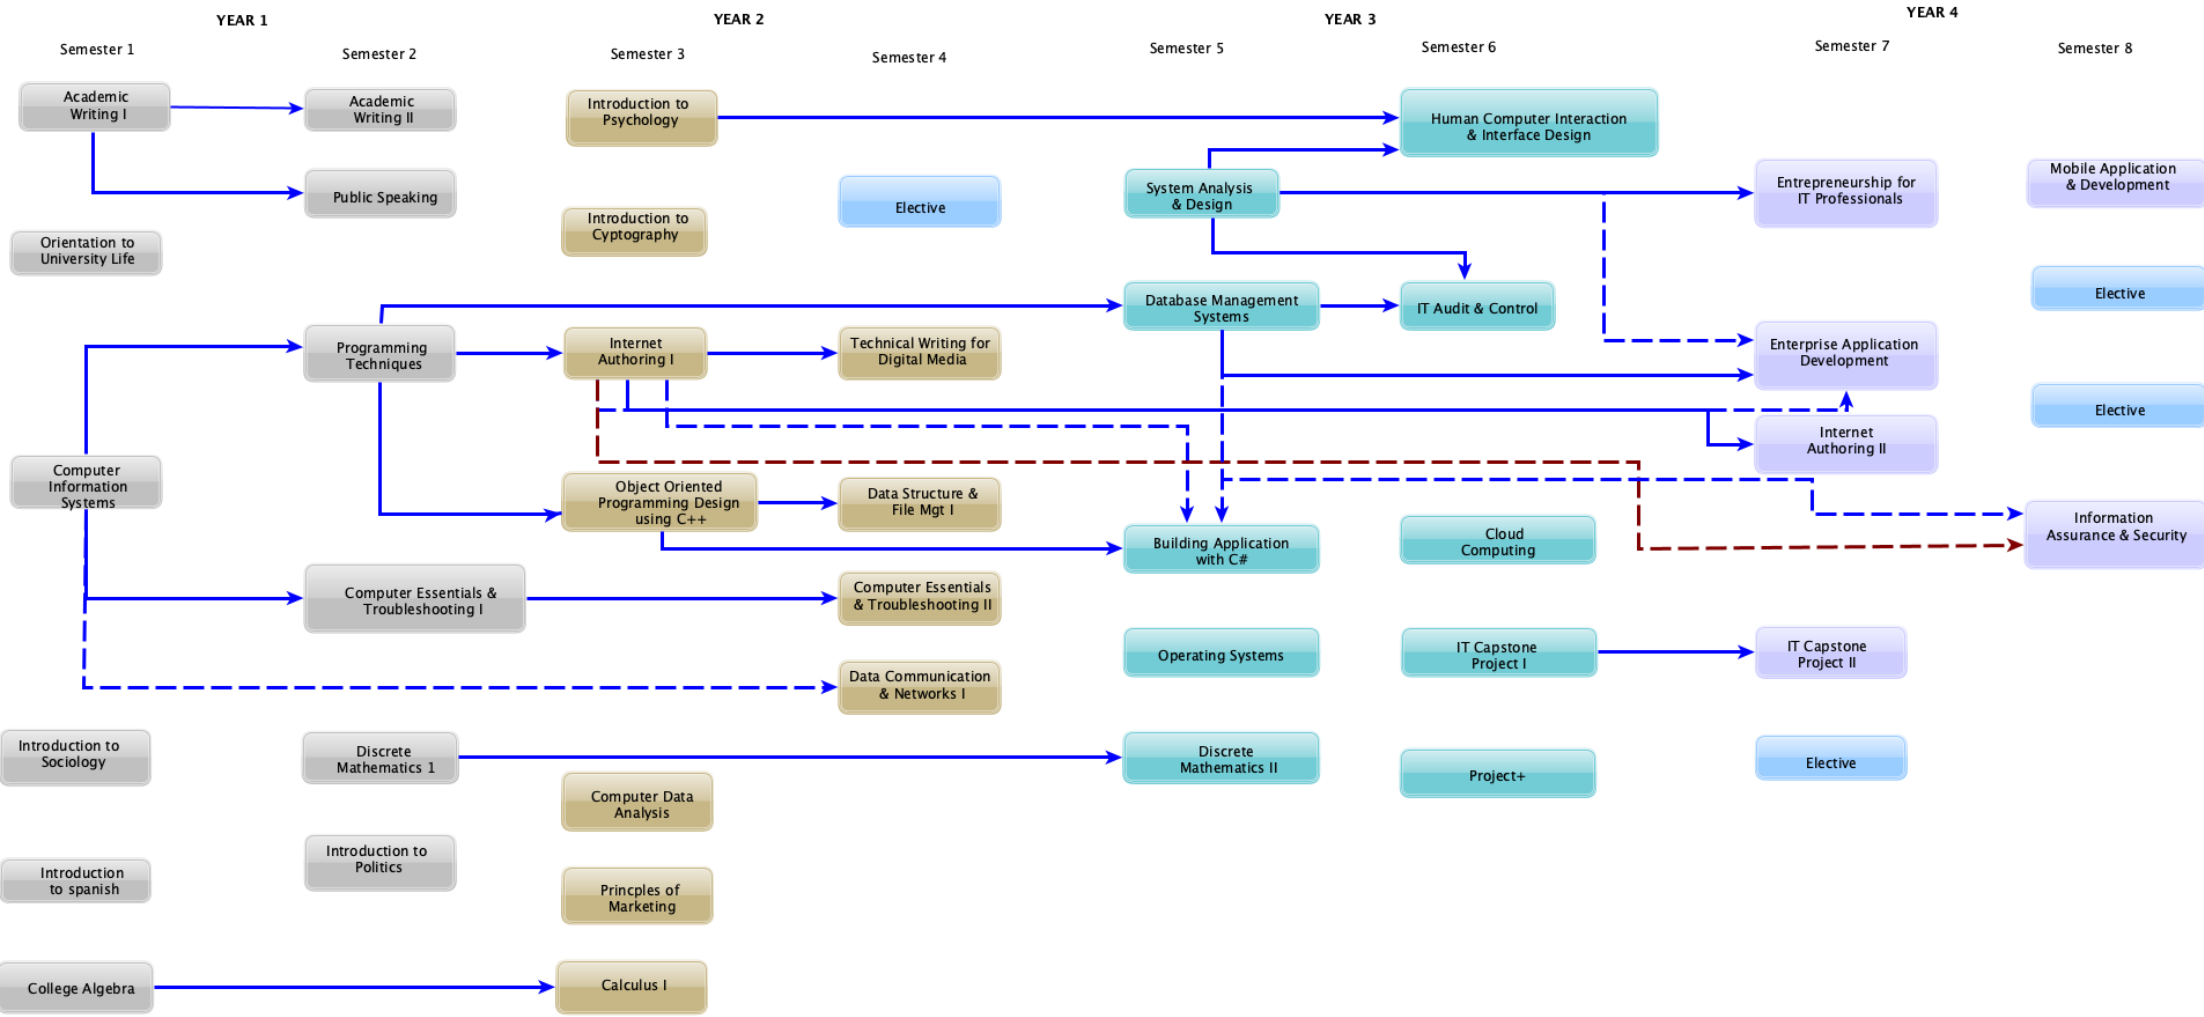 YEAR 1
YEAR 2
YEAR 3
YEAR 4
Semester 1
Semester 2
Semester 3
Semester 4
Semester 5
Semester 6
Semester 7
Semester 8
Academic
Writing I
Orientation to
University Life
Computer
Information
Systems
Introduction to
Sociology
Introduction
to spanish
College Algebra
Academic
Writing II
Public Speaking
Programming
Techniques
Computer Essentials &
Troubleshooting I
Discrete
Mathematics 1
Introduction to
Politics
Introduction to
Psychology
Introduction to
Cyptography
Internet
Authoring I
Object Oriented
Programming Design
using C++
Computer Data
Analysis
Princples of
Marketing
Calculus I
Elective
Technical Writing for
Digital Media
Data Structure &
File Mgt I
Computer Essentials
& Troubleshooting II
Data Communication
& Networks I
System Analysis
& Design
Database Management
Systems
Building Application
with C#
Operating Systems
Discrete
Mathematics II
Human Computer Interaction
& Interface Design
IT Audit & Control
Cloud
Computing
IT Capstone
Project I
Project+
Entrepreneurship for
IT Professionals
Enterprise Application
Development
Internet
Authoring II
IT Capstone
Project II
Elective
Mobile Application
& Development
Elective
Elective
Information
Assurance & Security